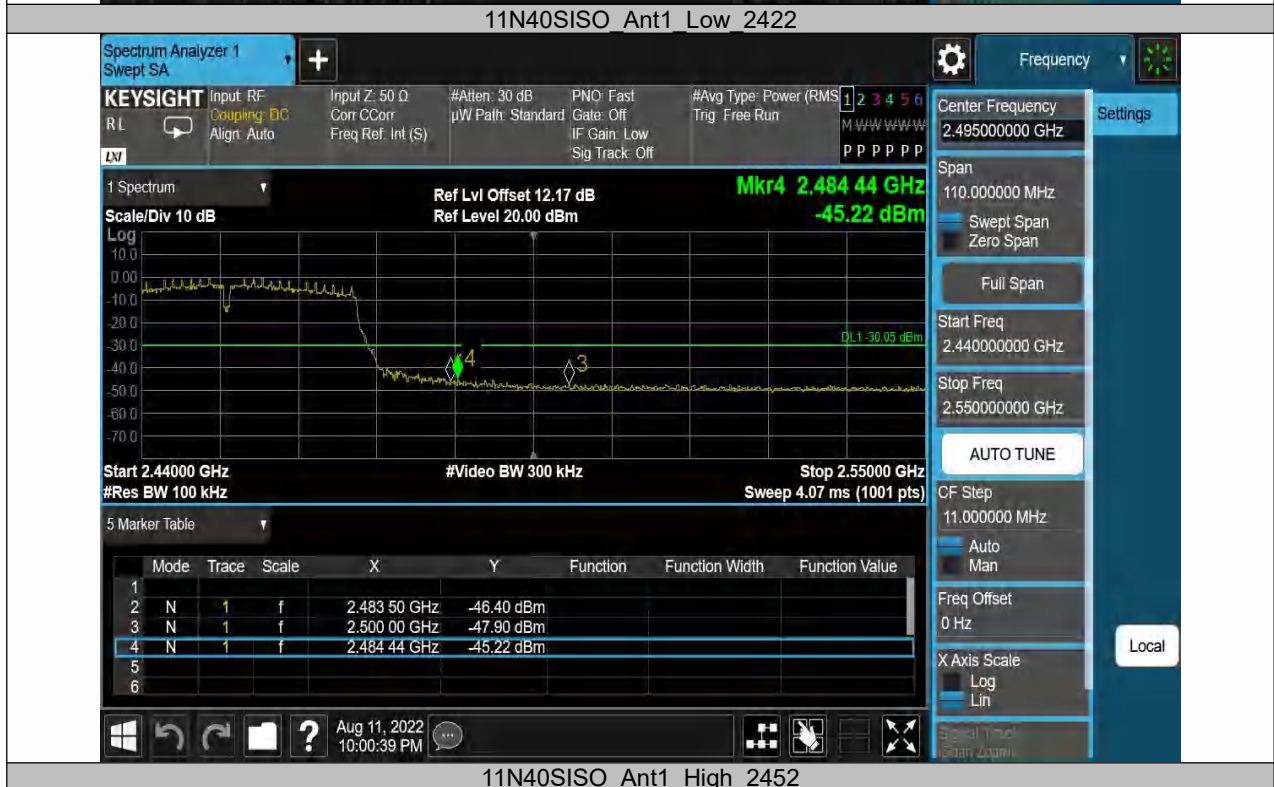 11N40SISO_Ant1_Low_2422
Spectrum Analyzer 1
Swept SA
Frequency
KEYSIGHT
RL
LXI
Input: RF
Coupling: DC
Align: Auto
Input Z: 50 Ω
Corr CCorr
Freq Ref: Int (S)
#Atten: 30 dB
µW Path: Standard
PNO: Fast
Gate: Off
IF Gain: Low
Sig Track: Off
#Avg Type: Power (RMS
Trig: Free Run
1 2 3 4 5 6
M W W W W W
P P P P P P
1 Spectrum
Scale/Div 10 dB
Ref Lvl Offset 12.17 dB
Ref Level 20.00 dBm
Mkr4 2.484 44 GHz
-45.22 dBm
Log
10.0
0.00
-10.0
-20.0
-30.0
-40.0
-50.0
-60.0
-70.0
DL1 -30.05 dBm
4
3
Start 2.44000 GHz
#Video BW 300 kHz
Stop 2.55000 GHz
#Res BW 100 kHz
Sweep 4.07 ms (1001 pts)
5 Marker Table
Mode Trace Scale X Y Function Function Width Function Value
1
2 N 1 f 2.483 50 GHz -46.40 dBm
3 N 1 f 2.500 00 GHz -47.90 dBm
4 N 1 f 2.484 44 GHz -45.22 dBm
5
6
Aug 11, 2022
10:00:39 PM
Center Frequency
2.495000000 GHz
Settings
Span
110.000000 MHz
Swept Span
Zero Span
Full Span
Start Freq
2.440000000 GHz
Stop Freq
2.550000000 GHz
AUTO TUNE
CF Step
11.000000 MHz
Auto
Man
Freq Offset
0 Hz
Local
X Axis Scale
Log
Lin
Signal Track
(Span Zoom)
11N40SISO_Ant1_High_2452